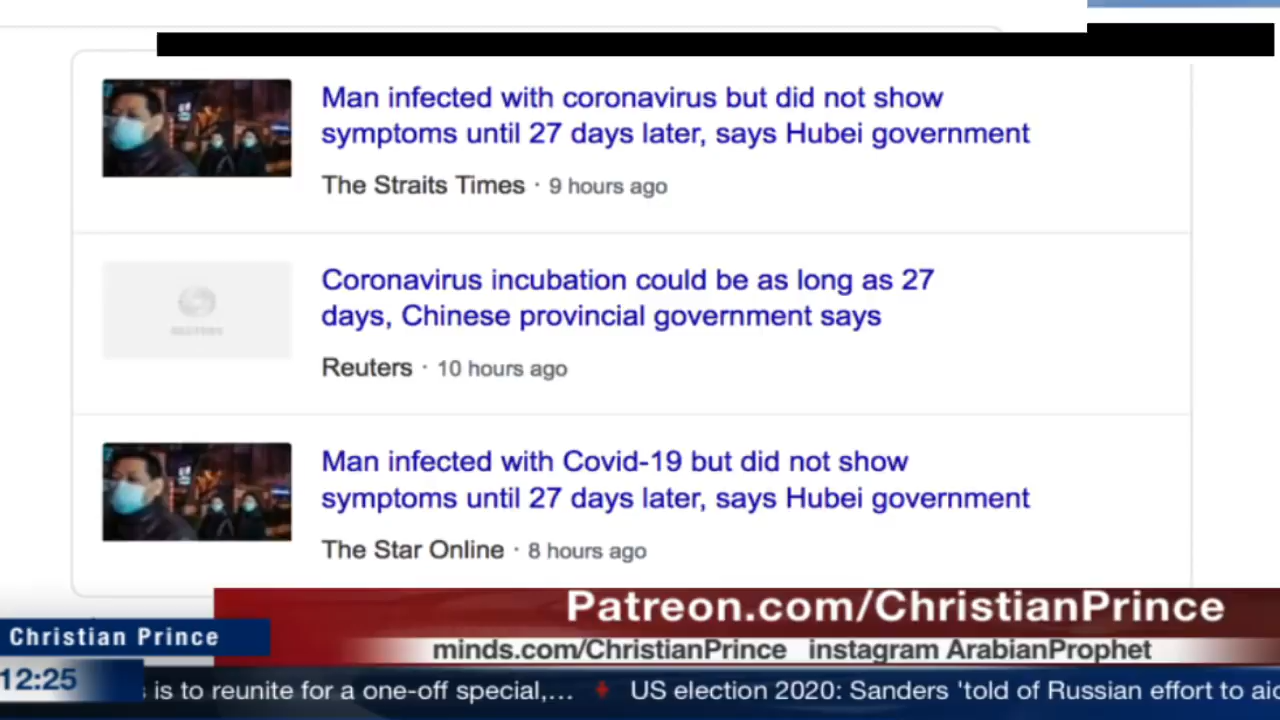 Man infected with coronavirus but did not show
symptoms until 27 days later, says Hubei government
The Straits Times · 9 hours ago
Coronavirus incubation could be as long as 27
days, Chinese provincial government says
REUTERS
Reuters · 10 hours ago
Man infected with Covid-19 but did not show
symptoms until 27 days later, says Hubei government
The Star Online · 8 hours ago
Patreon.com/ChristianPrince
Christian Prince
minds.com/ChristianPrince instagram ArabianProphet
12:25
is to reunite for a one-off special,... US election 2020: Sanders 'told of Russian effort to